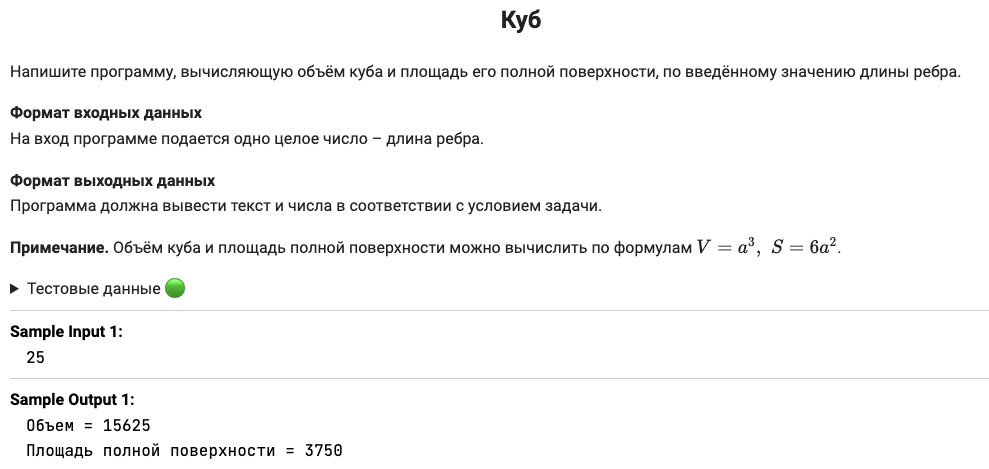 Куб
Напишите программу, вычисляющую объём куба и площадь его полной поверхности, по введённому значению длины ребра.
Формат входных данных
На вход программе подается одно целое число – длина ребра.
Формат выходных данных
Программа должна вывести текст и числа в соответствии с условием задачи.
Примечание. Объём куба и площадь полной поверхности можно вычислить по формулам V = a³, S = 6a².
Тестовые данные
Sample Input 1:
25
Sample Output 1:
Объем = 15625
Площадь полной поверхности = 3750